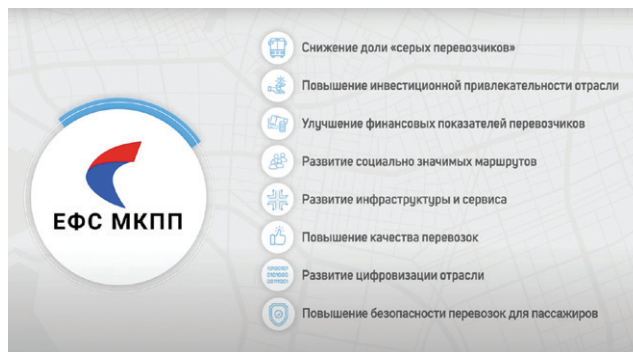 ЕФС МКПП
Снижение доли «серых перевозчиков»
Повышение инвестиционной привлекательности отрасли
Улучшение финансовых показателей перевозчиков
Развитие социально значимых маршрутов
Развитие инфраструктуры и сервиса
Повышение качества перевозок
Развитие цифровизации отрасли
Повышение безопасности перевозок для пассажиров